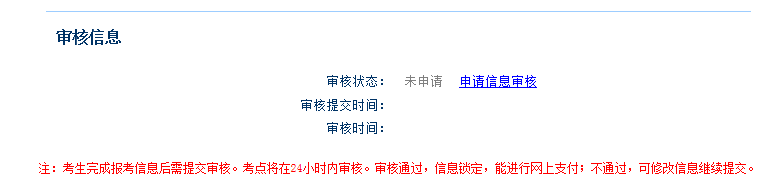 审核信息
审核状态： 未申请 申请信息审核
审核提交时间：
审核时间：
注：考生完成报考信息后需提交审核。考点将在24小时内审核。审核通过，信息锁定，能进行网上支付；不通过，可修改信息继续提交。